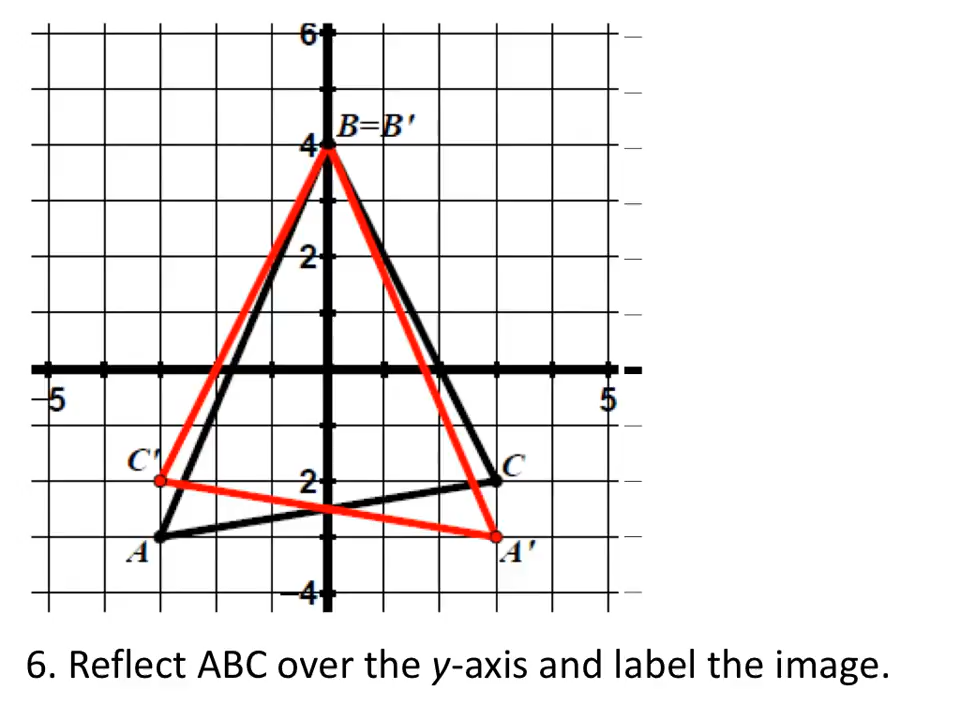 6
B=B'
4
2
-5
5
C'
C
2
A
A'
-4
6. Reflect ABC over the y-axis and label the image.